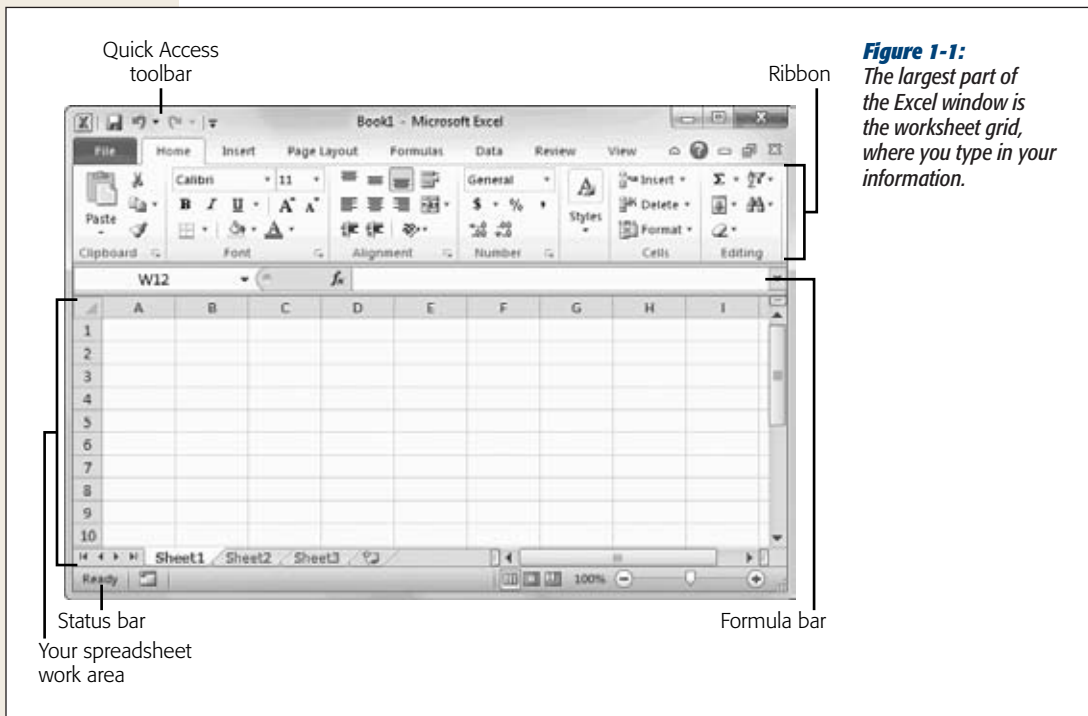 Quick Access
toolbar
Ribbon
Figure 1-1:
The largest part of
the Excel window is
the worksheet grid,
where you type in your
information.
Book1 - Microsoft Excel
File Home Insert Page Layout Formulas Data Review View
Calibri 11 General Insert
B I U A A $ % , Delete
Paste Styles
A Format
Clipboard Font Alignment Number Cells Editing
W12 fx
A B C D E F G H I
1
2
3
4
5
6
7
8
9
10
Sheet1 Sheet2 Sheet3
Ready 100%
Status bar
Formula bar
Your spreadsheet
work area